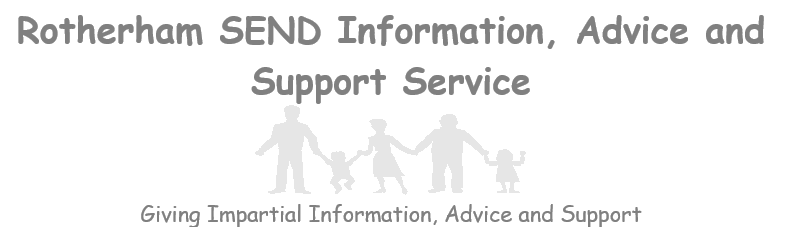 Rotherham SEND Information, Advice and
Support Service
Giving Impartial Information, Advice and Support